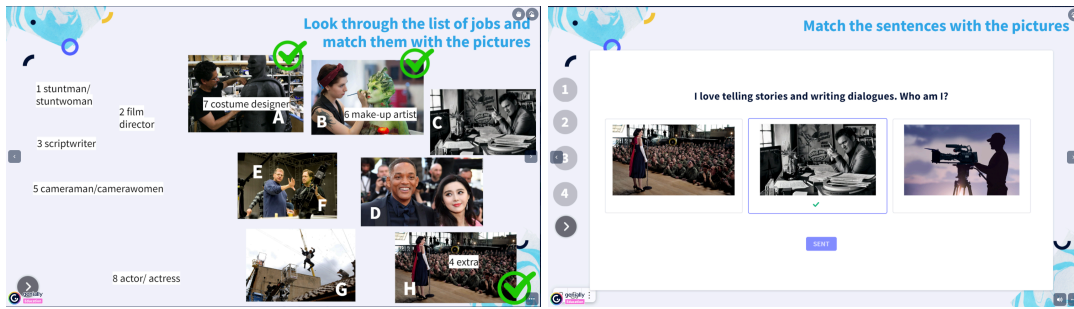 Look through the list of jobs and
match them with the pictures
1 stuntman/
stuntwoman
2 film
director
3 scriptwriter
5 cameraman/camerawomen
8 actor/ actress
7 costume designer
A
6 make-up artist
B
C
E
F
D
G
4 extra
H
genially
Match the sentences with the pictures
1
2
3
4
I love telling stories and writing dialogues. Who am I?
SENT
genially